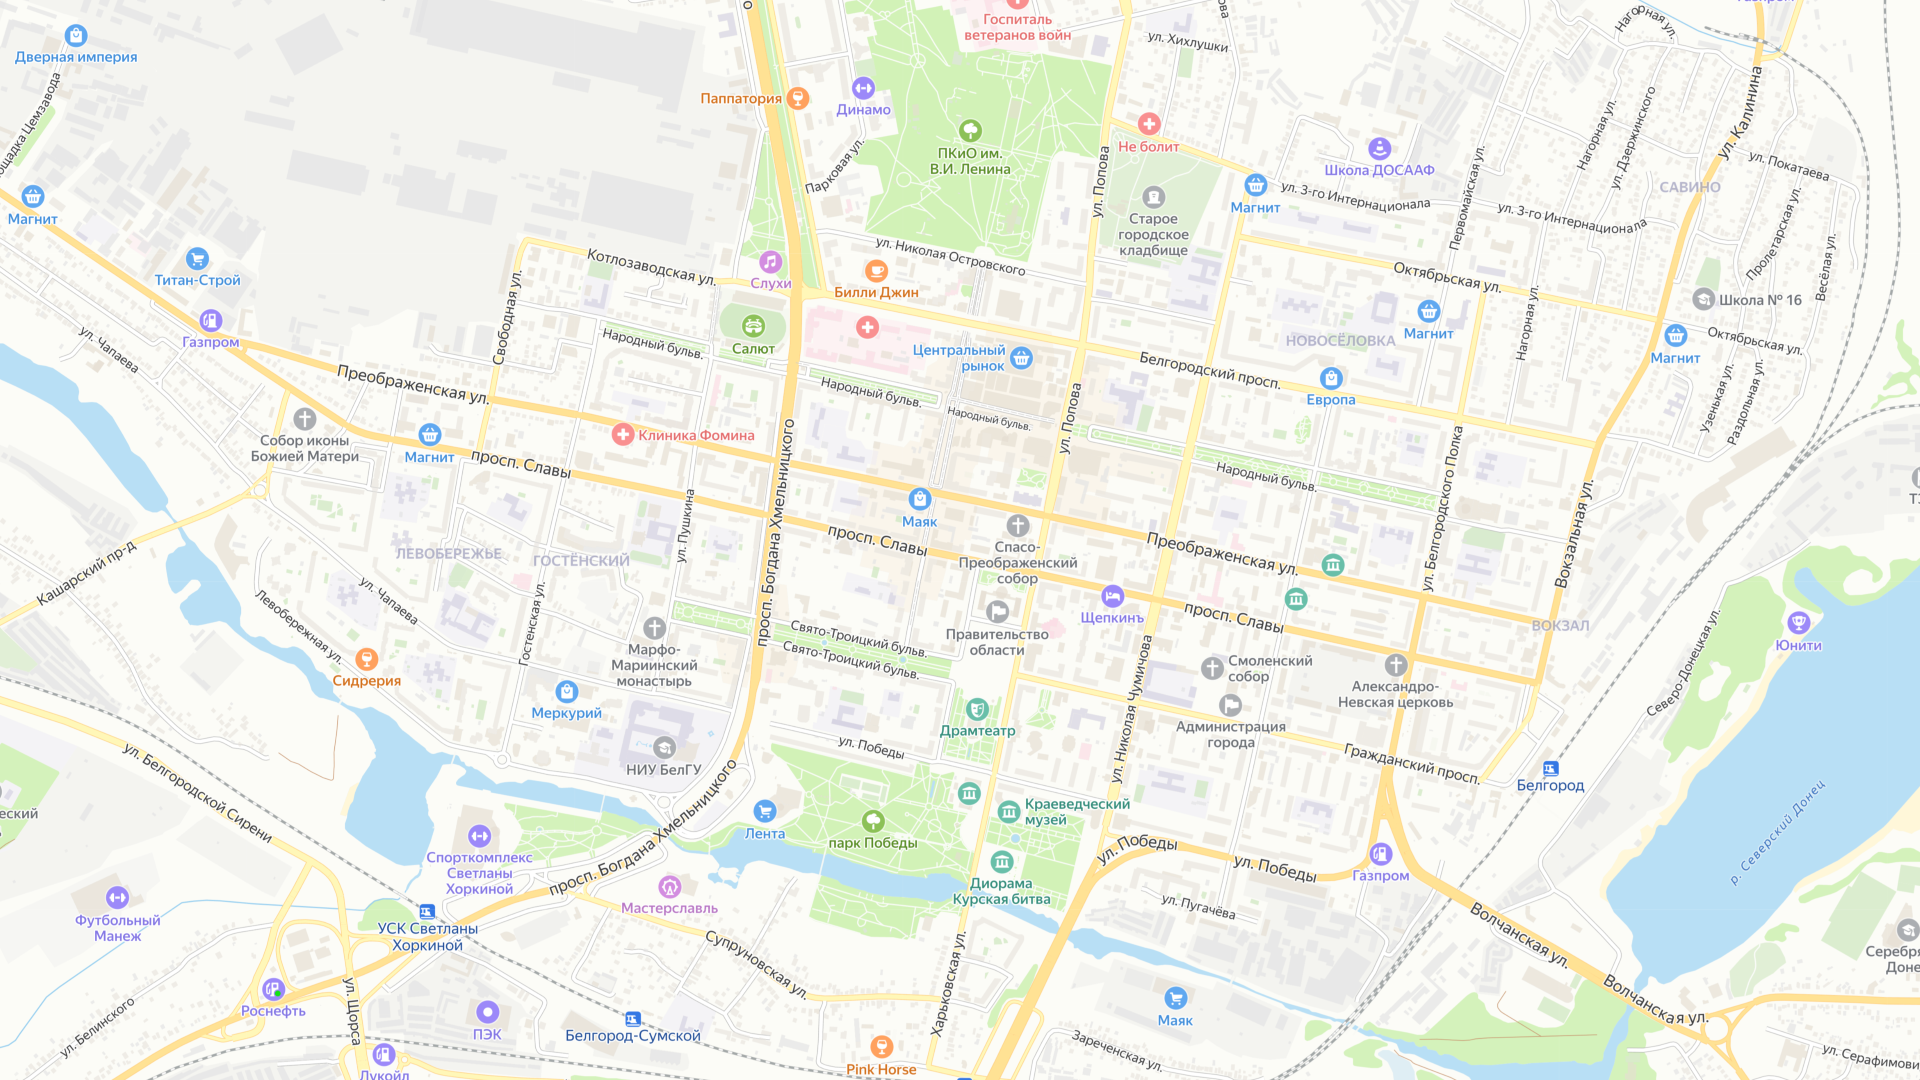 Госпиталь
ветеранов войн
ул. Хихлушки
Нагорная ул.
Дверная империя
Паппатория
Динамо
ПКиО им.
В.И. Ленина
Не болит
Школа ДОСААФ
ул. Калинина
Нагорная ул.
ул. Дзержинского
ул. Покатаева
САВИНО
Парковая ул.
ул. Попова
Магнит
Старое
городское
кладбище
Магнит
ул. 3-го Интернационала
ул. 3-го Интернационала
Первомайская ул.
Пролетарская ул.
Весёлая ул.
Титан-Строй
Котлозаводская ул.
Слухи
ул. Николая Островского
Билли Джин
Октябрьская ул.
Школа № 16
Газпром
Свободная ул.
Салют
Народный бульв.
Центральный
рынок
НОВОСЁЛОВКА
Магнит
Нагорная ул.
Магнит
Октябрьская ул.
ул. Чапаева
Преображенская ул.
Народный бульв.
Народный бульв.
Белгородский просп.
Европа
Узенькая ул.
Раздольная ул.
ул. Попова
Собор иконы
Божией Матери
Магнит
Клиника Фомина
просп. Славы
просп. Богдана Хмельницкого
Народный бульв.
ул. Белгородского Полка
Вокзальная ул.
Маяк
ул. Пушкина
просп. Славы
Спасо-
Преображенский
собор
Преображенская ул.
ЛЕВОБЕРЕЖЬЕ
ГОСТЁНСКИЙ
Кашарский пр-д
ул. Чапаева
Левобережная ул.
Гостенская ул.
Щепкинъ
просп. Славы
Правительство
области
ВОКЗАЛ
Юнити
Северо-Донецкая ул.
Марфо-
Мариинский
монастырь
Свято-Троицкий бульв.
Свято-Троицкий бульв.
Сидрерия
Меркурий
Смоленский
собор
Александро-
Невская церковь
Драмтеатр
Администрация
города
ул. Николая Чумичова
НИУ БелГУ
ул. Победы
Гражданский просп.
Белгород
ул. Белгородской Сирени
р. Северский Донец
Лента
парк Победы
Краеведческий
музей
Спорткомплекс
Светланы
Хоркиной
просп. Богдана Хмельницкого
ул. Победы
ул. Победы
Газпром
Диорама
Курская битва
Мастерславль
ул. Пугачёва
Футбольный
Манеж
УСК Светланы
Хоркиной
Супруновская ул.
Харьковская ул.
Волчанская ул.
Волчанская ул.
Роснефть
ул. Щорса
ул. Белинского
ПЭК
Белгород-Сумской
Маяк
Зареченская ул.
Pink Horse
Лукойл